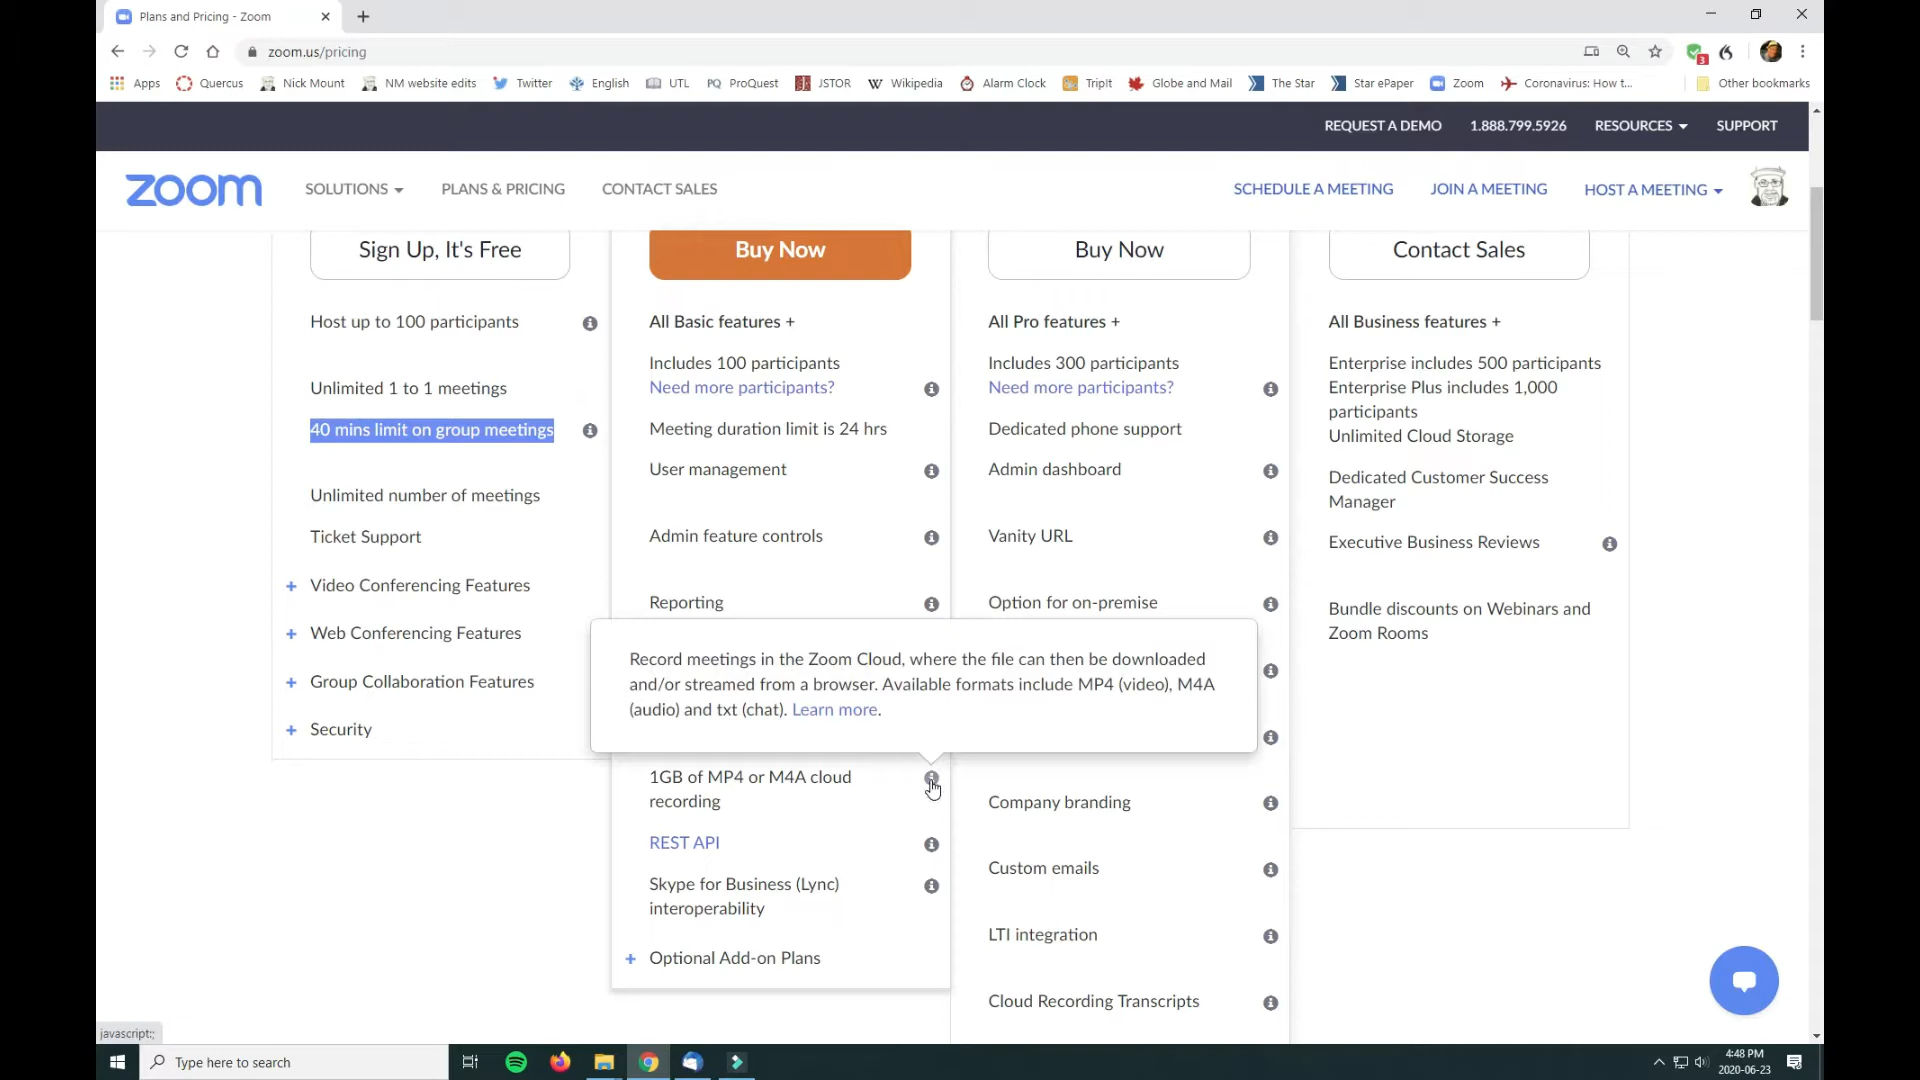 Plans and Pricing - Zoom
zoom.us/pricing
3
Apps
Quercus
Nick Mount
NM website edits
Twitter
English
UTL
PQ ProQuest
JSTOR
W Wikipedia
Alarm Clock
TripIt
Globe and Mail
The Star
Star ePaper
Zoom
Coronavirus: How t...
Other bookmarks
REQUEST A DEMO
1.888.799.5926
RESOURCES
SUPPORT
zoom
SOLUTIONS
PLANS & PRICING
CONTACT SALES
SCHEDULE A MEETING
JOIN A MEETING
HOST A MEETING
Sign Up, It's Free
Host up to 100 participants
Unlimited 1 to 1 meetings
40 mins limit on group meetings
Unlimited number of meetings
Ticket Support
+ Video Conferencing Features
+ Web Conferencing Features
+ Group Collaboration Features
+ Security
Buy Now
All Basic features +
Includes 100 participants
Need more participants?
Meeting duration limit is 24 hrs
User management
Admin feature controls
Reporting
Record meetings in the Zoom Cloud, where the file can then be downloaded
and/or streamed from a browser. Available formats include MP4 (video), M4A
(audio) and txt (chat). Learn more.
1GB of MP4 or M4A cloud
recording
REST API
Skype for Business (Lync)
interoperability
+ Optional Add-on Plans
Buy Now
All Pro features +
Includes 300 participants
Need more participants?
Dedicated phone support
Admin dashboard
Vanity URL
Option for on-premise
Company branding
Custom emails
LTI integration
Cloud Recording Transcripts
Contact Sales
All Business features +
Enterprise includes 500 participants
Enterprise Plus includes 1,000
participants
Unlimited Cloud Storage
Dedicated Customer Success
Manager
Executive Business Reviews
Bundle discounts on Webinars and
Zoom Rooms
javascript:;
Type here to search
4:48 PM
2020-06-23